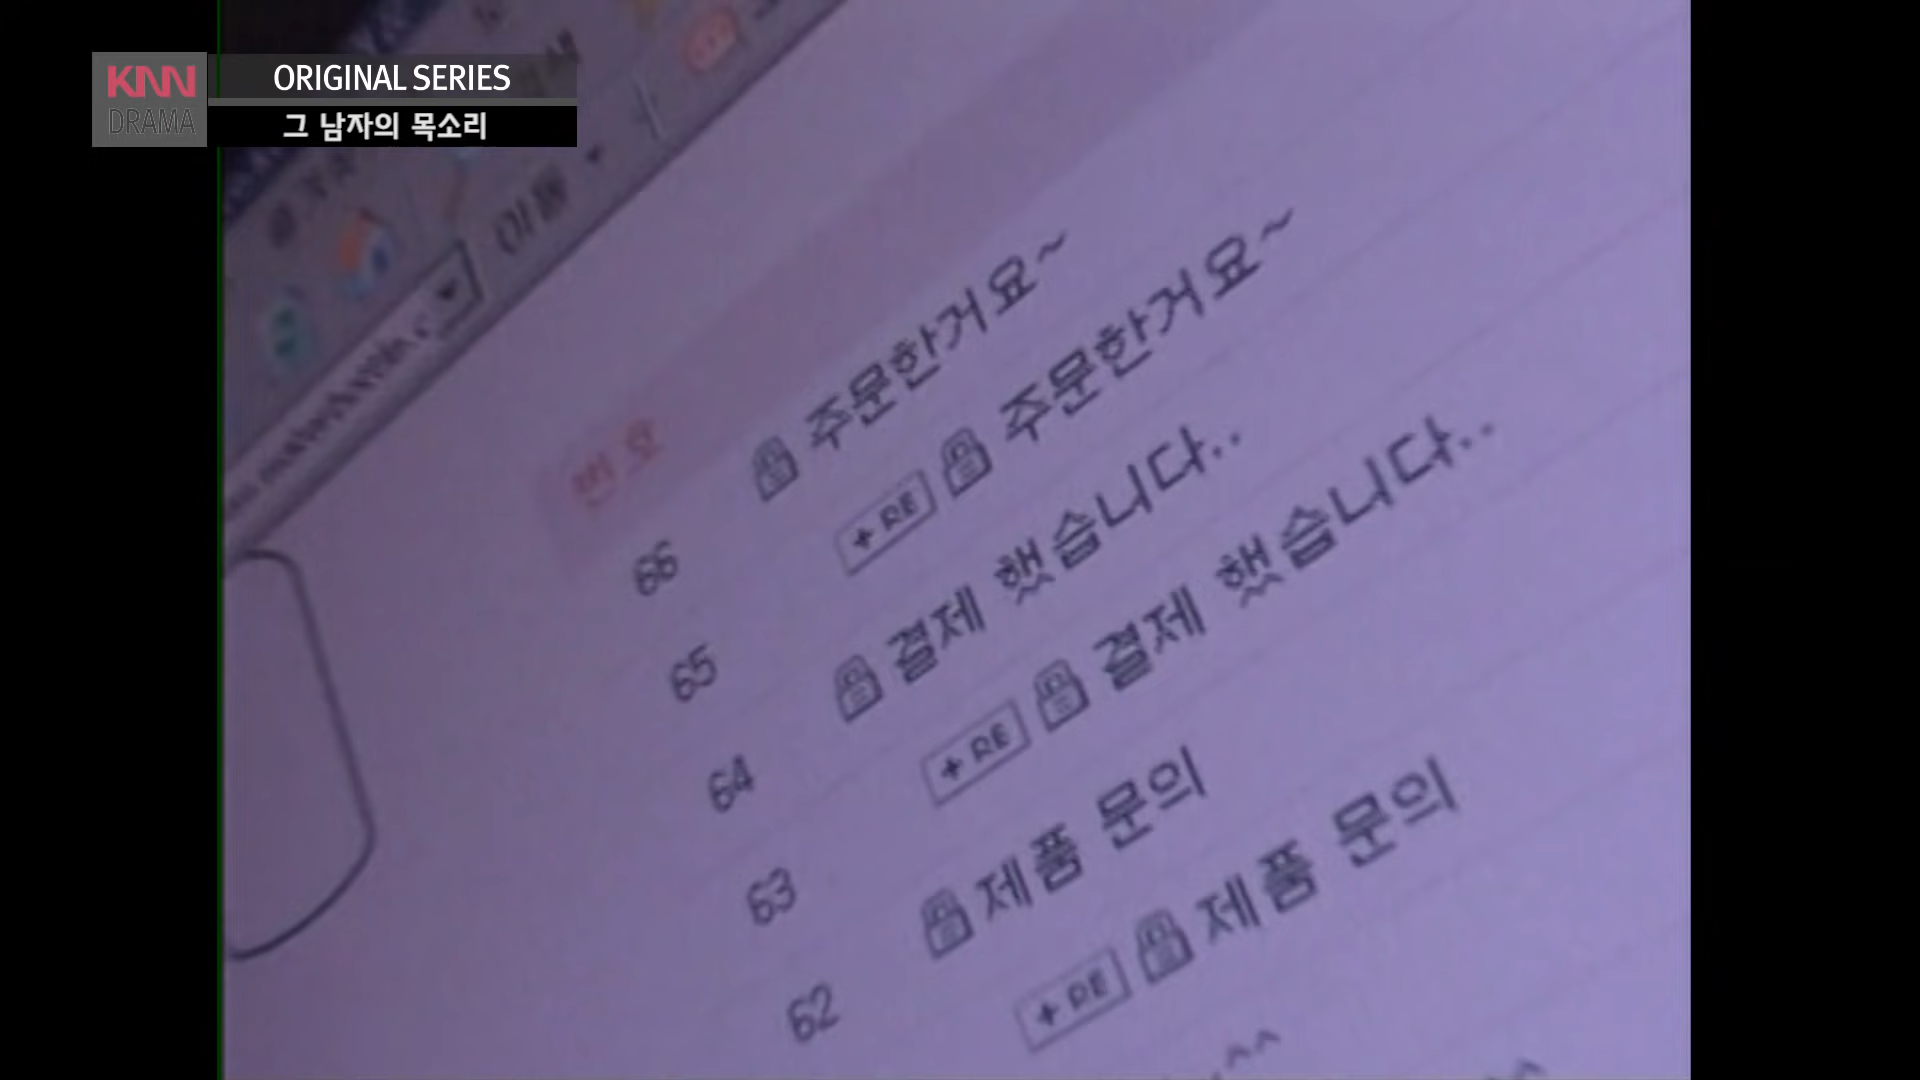 KNN
DRAMA
ORIGINAL SERIES
그 남자의 목소리
이동
번호
66 주문한거요~
65 +RE 주문한거요~
64 결제 했습니다..
63 +RE 결제 했습니다..
62 제품 문의
+RE 제품 문의
^^
^^